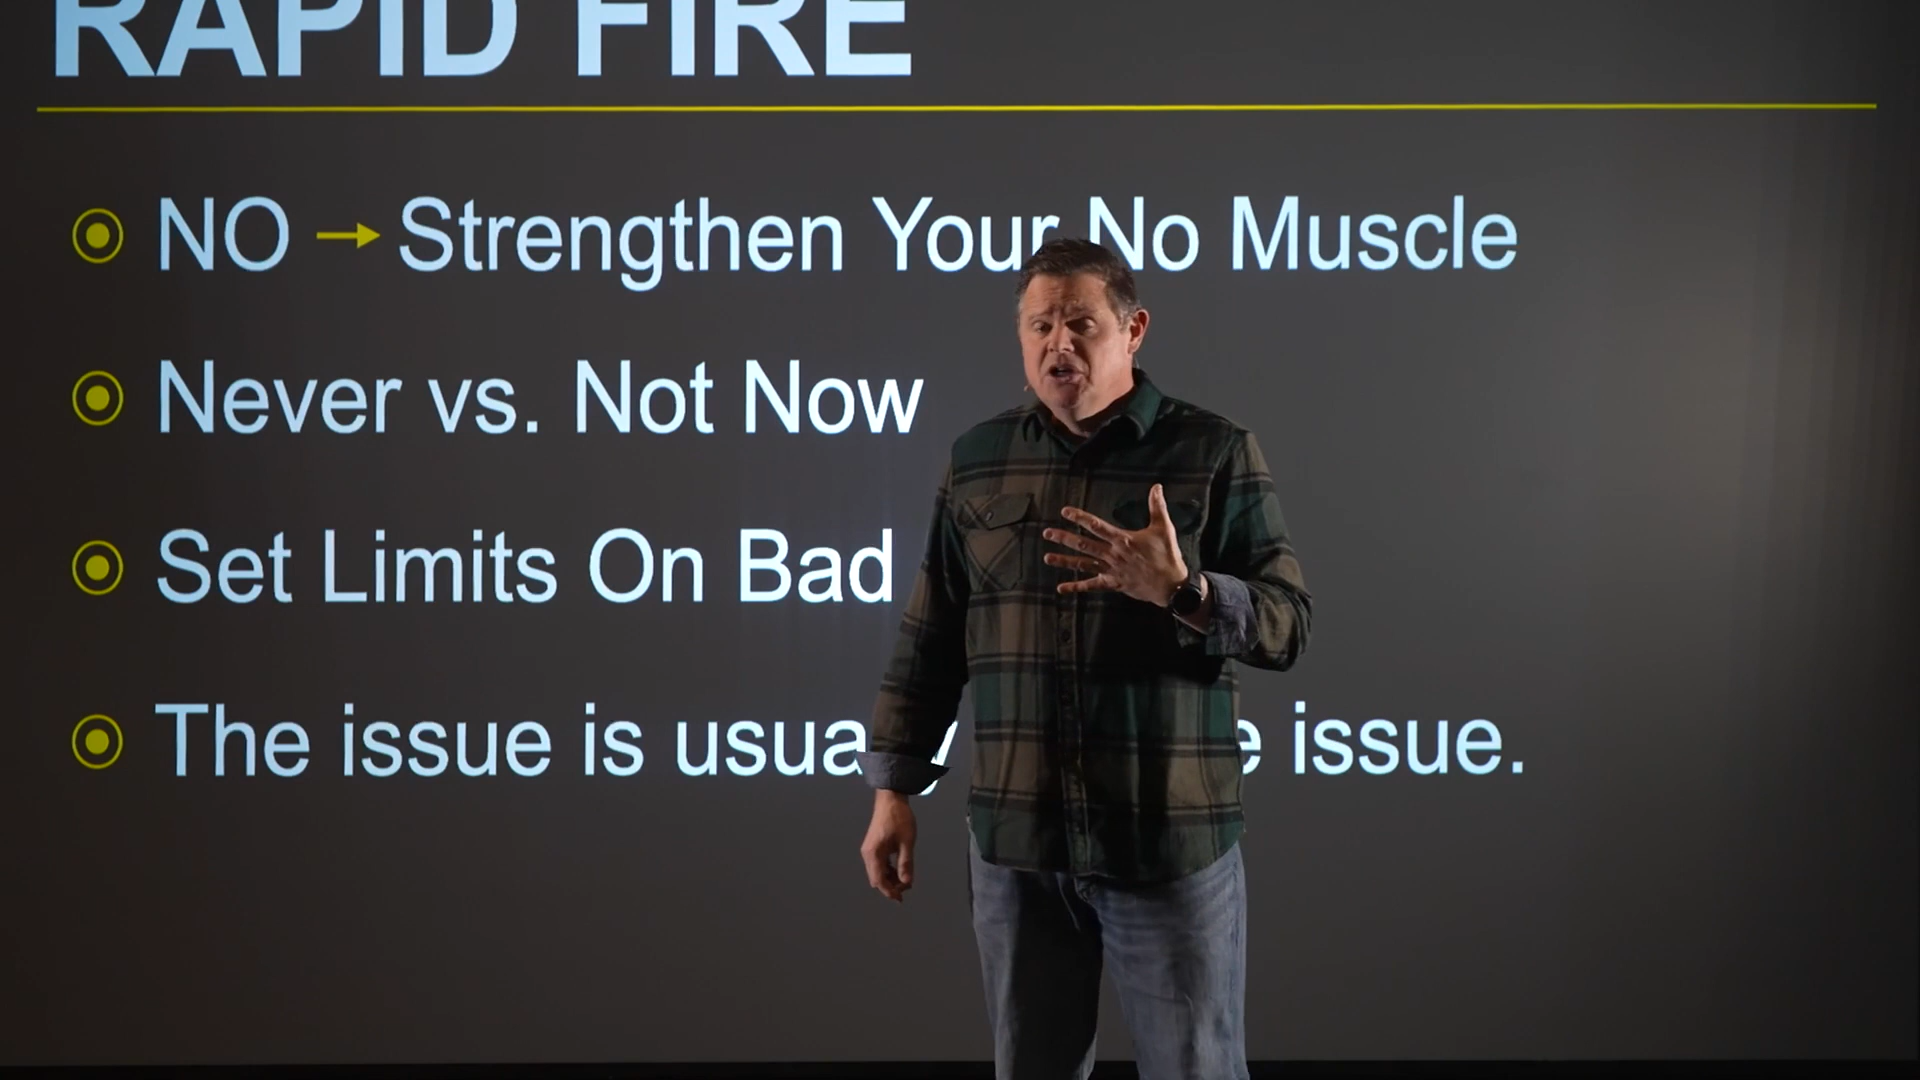 RAPID FIRE
NO → Strengthen Your No Muscle
Never vs. Not Now
Set Limits On Bad
The issue is issue.